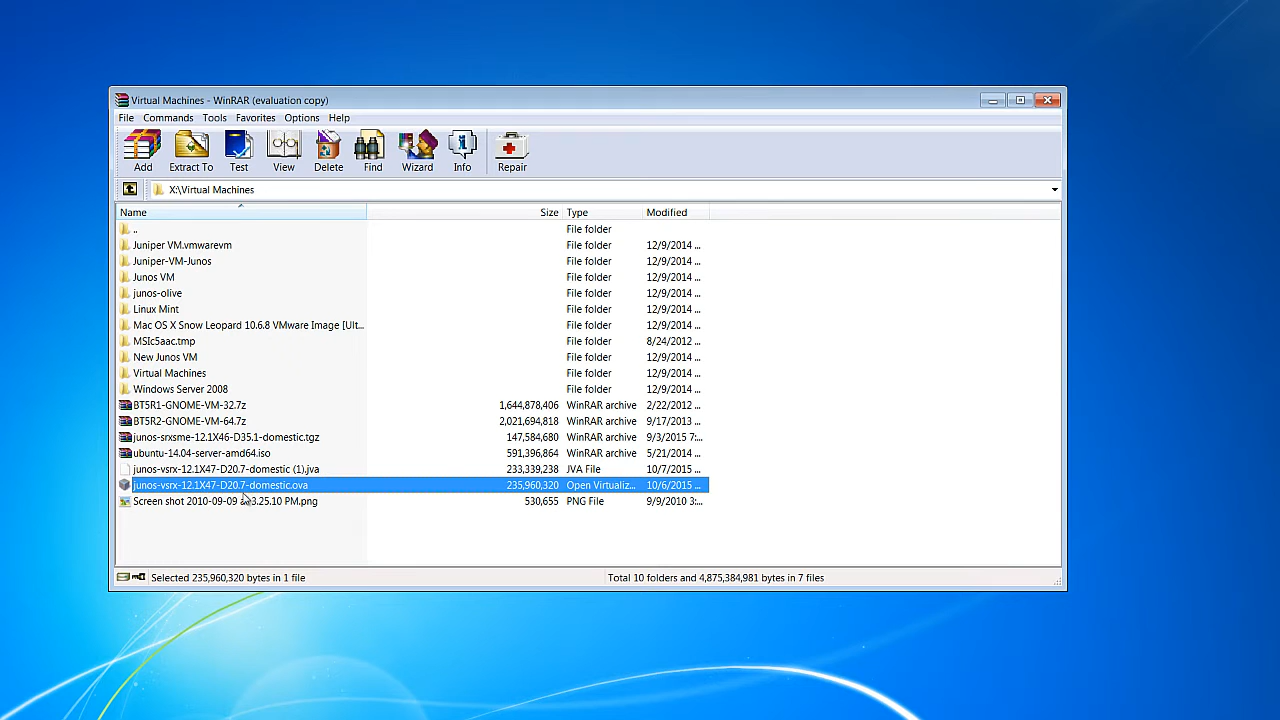 Virtual Machines - WinRAR (evaluation copy)
File Commands Tools Favorites Options Help
Add Extract To Test View Delete Find Wizard Info Repair
X:\Virtual Machines
Name Size Type Modified
.. File folder
Juniper VM.vmwarevm File folder 12/9/2014 ...
Juniper-VM-Junos File folder 12/9/2014 ...
Junos VM File folder 12/9/2014 ...
junos-olive File folder 12/9/2014 ...
Linux Mint File folder 12/9/2014 ...
Mac OS X Snow Leopard 10.6.8 VMware Image [Ult... File folder 12/9/2014 ...
MSIc5aac.tmp File folder 8/24/2012 ...
New Junos VM File folder 12/9/2014 ...
Virtual Machines File folder 12/9/2014 ...
Windows Server 2008 File folder 12/9/2014 ...
BT5R1-GNOME-VM-32.7z 1,644,878,406 WinRAR archive 2/22/2012 ...
BT5R2-GNOME-VM-64.7z 2,021,694,818 WinRAR archive 9/17/2013 ...
junos-srxsme-12.1X46-D35.1-domestic.tgz 147,584,680 WinRAR archive 9/3/2015 7:...
ubuntu-14.04-server-amd64.iso 591,396,864 WinRAR archive 5/21/2014 ...
junos-vsrx-12.1X47-D20.7-domestic (1).jva 233,339,238 JVA File 10/7/2015 ...
junos-vsrx-12.1X47-D20.7-domestic.ova 235,960,320 Open Virtualiz... 10/6/2015 ...
Screen shot 2010-09-09 3.25.10 PM.png 530,655 PNG File 9/9/2010 3:...
Selected 235,960,320 bytes in 1 file Total 10 folders and 4,875,384,981 bytes in 7 files